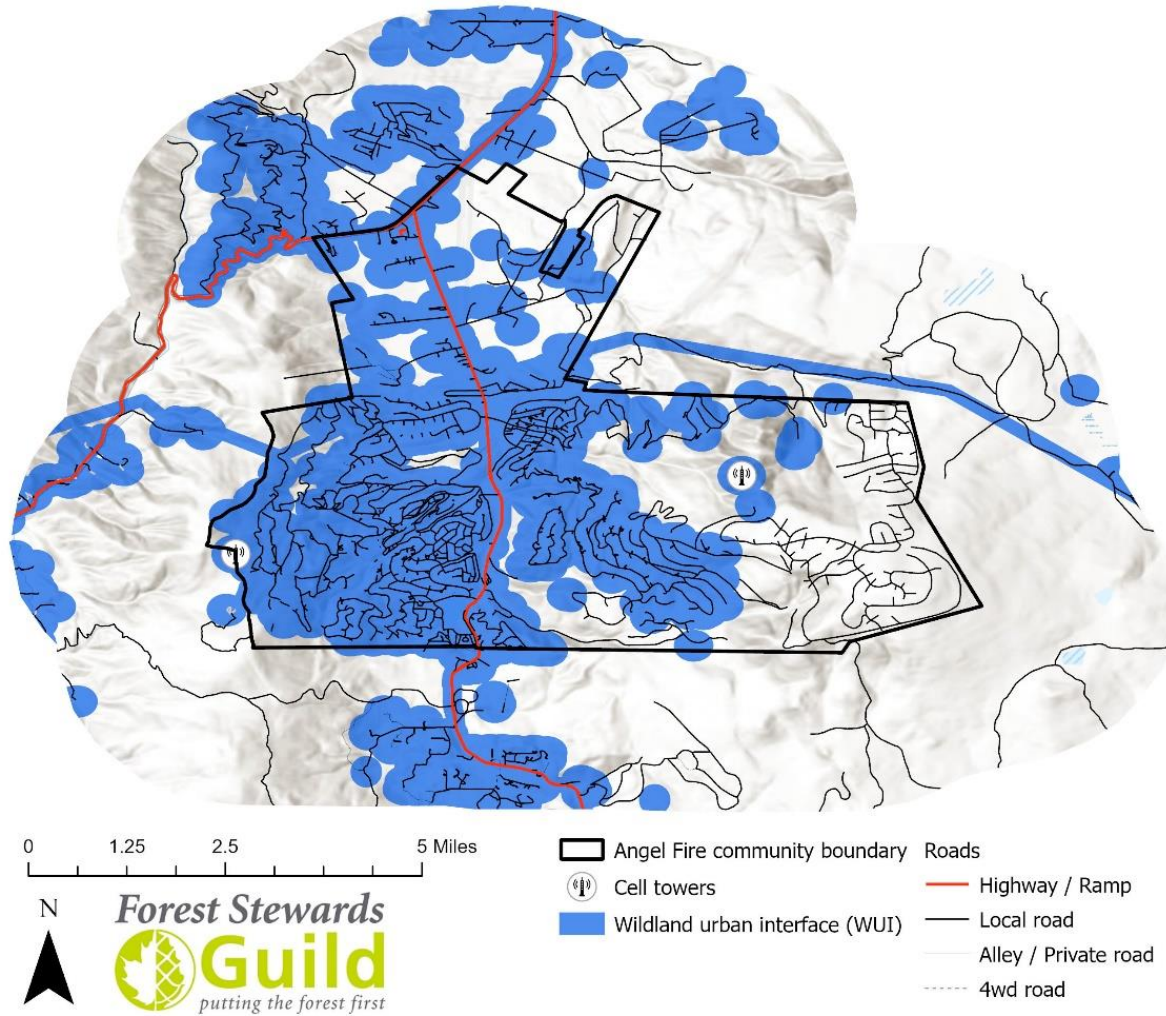 0 1.25 2.5 5 Miles
N
Forest Stewards
Guild
putting the forest first
Angel Fire community boundary
Cell towers
Wildland urban interface (WUI)
Roads
Highway / Ramp
Local road
Alley / Private road
4wd road